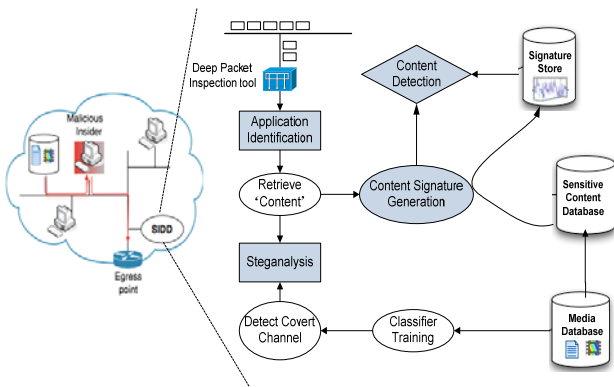 Malicious
Insider
SIDD
Egress
point
Deep Packet
Inspection tool
Application
Identification
Retrieve
‘Content’
Steganalysis
Detect Covert
Channel
Classifier
Training
Content
Detection
Content Signature
Generation
Signature
Store
Sensitive
Content
Database
Media
Database